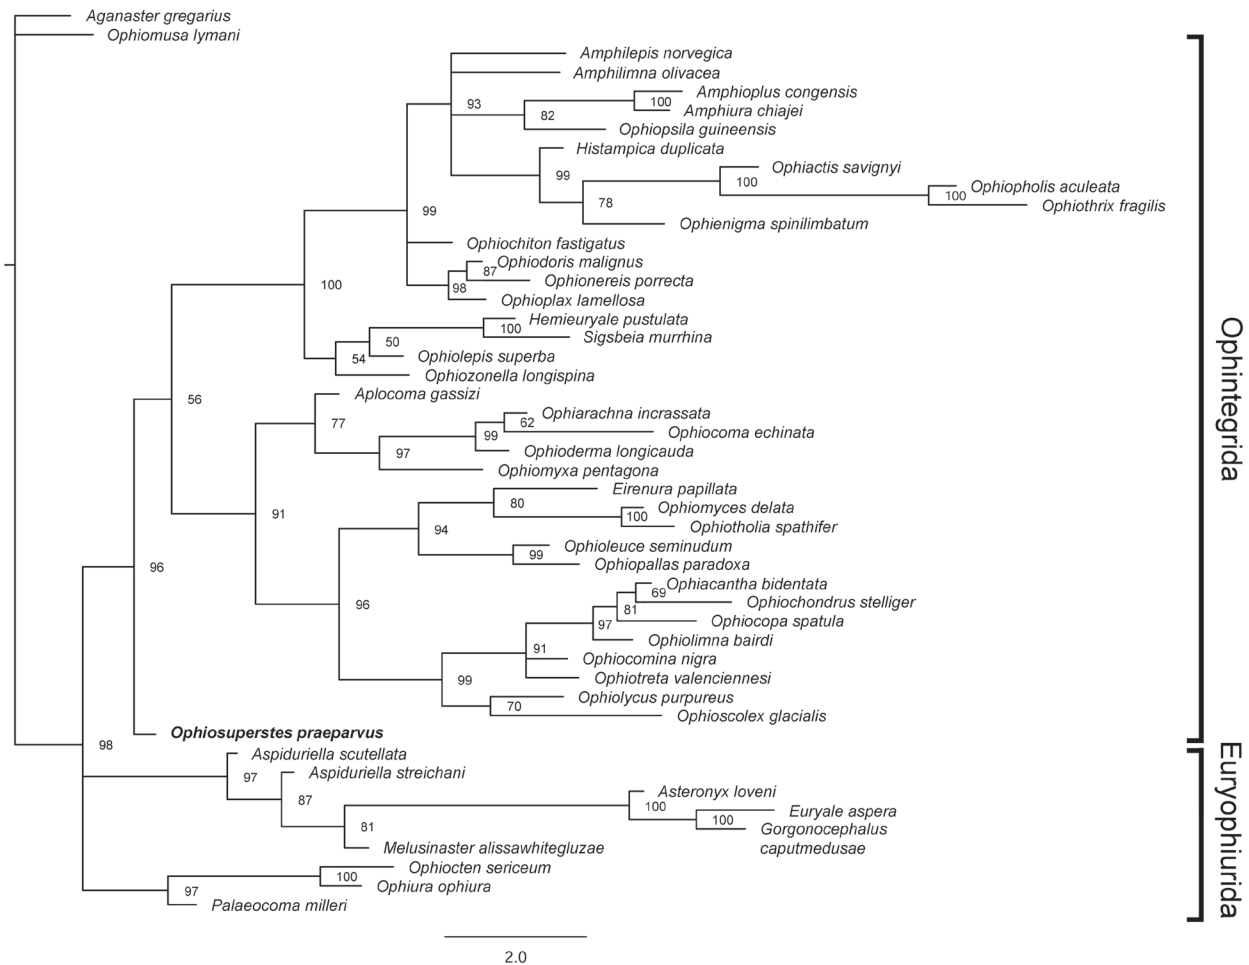 Aganaster gregarius
Ophiomusa lymani
Amphilepis norvegica
Amphilimna olivacea
93
Amphioplus congensis
100
Amphiura chiajei
82
Ophiopsila guineensis
Histampica duplicata
99
Ophiactis savignyi
100
Ophiopholis aculeata
100
Ophiothrix fragilis
78
Ophienigma spinilimbatum
99
Ophiochiton fastigatus
Ophiodoris malignus
87
Ophionereis porrecta
98
Ophioplax lamellosa
100
Hemieuryale pustulata
100
Sigsbeia murrhina
50
Ophiolepis superba
54
Ophiozonella longispina
56
Aplocoma gassizi
77
Ophiarachna incrassata
62
Ophiocoma echinata
99
Ophioderma longicauda
97
Ophiomyxa pentagona
91
Eirenura papillata
80
Ophiomyces delata
100
Ophiotholia spathifer
94
Ophioleuce seminudum
99
Ophiopallas paradoxa
96
Ophiacantha bidentata
69
Ophiochondrus stelliger
81
Ophiocopa spatula
97
Ophiolimna bairdi
91
Ophiocomina nigra
Ophiotreta valenciennesi
99
Ophiolycus purpureus
70
Ophioscolex glacialis
96
Ophiosuperstes praeparvus
98
Aspiduriella scutellata
97
Aspiduriella streichani
87
Asteronyx loveni
100
Euryale aspera
100
Gorgonocephalus
caputmedusae
81
Melusinaster alissawhitegluzae
Ophiocten sericeum
100
Ophiura ophiura
97
Palaeocoma milleri
2.0
Ophintegrida
Euryophiurida